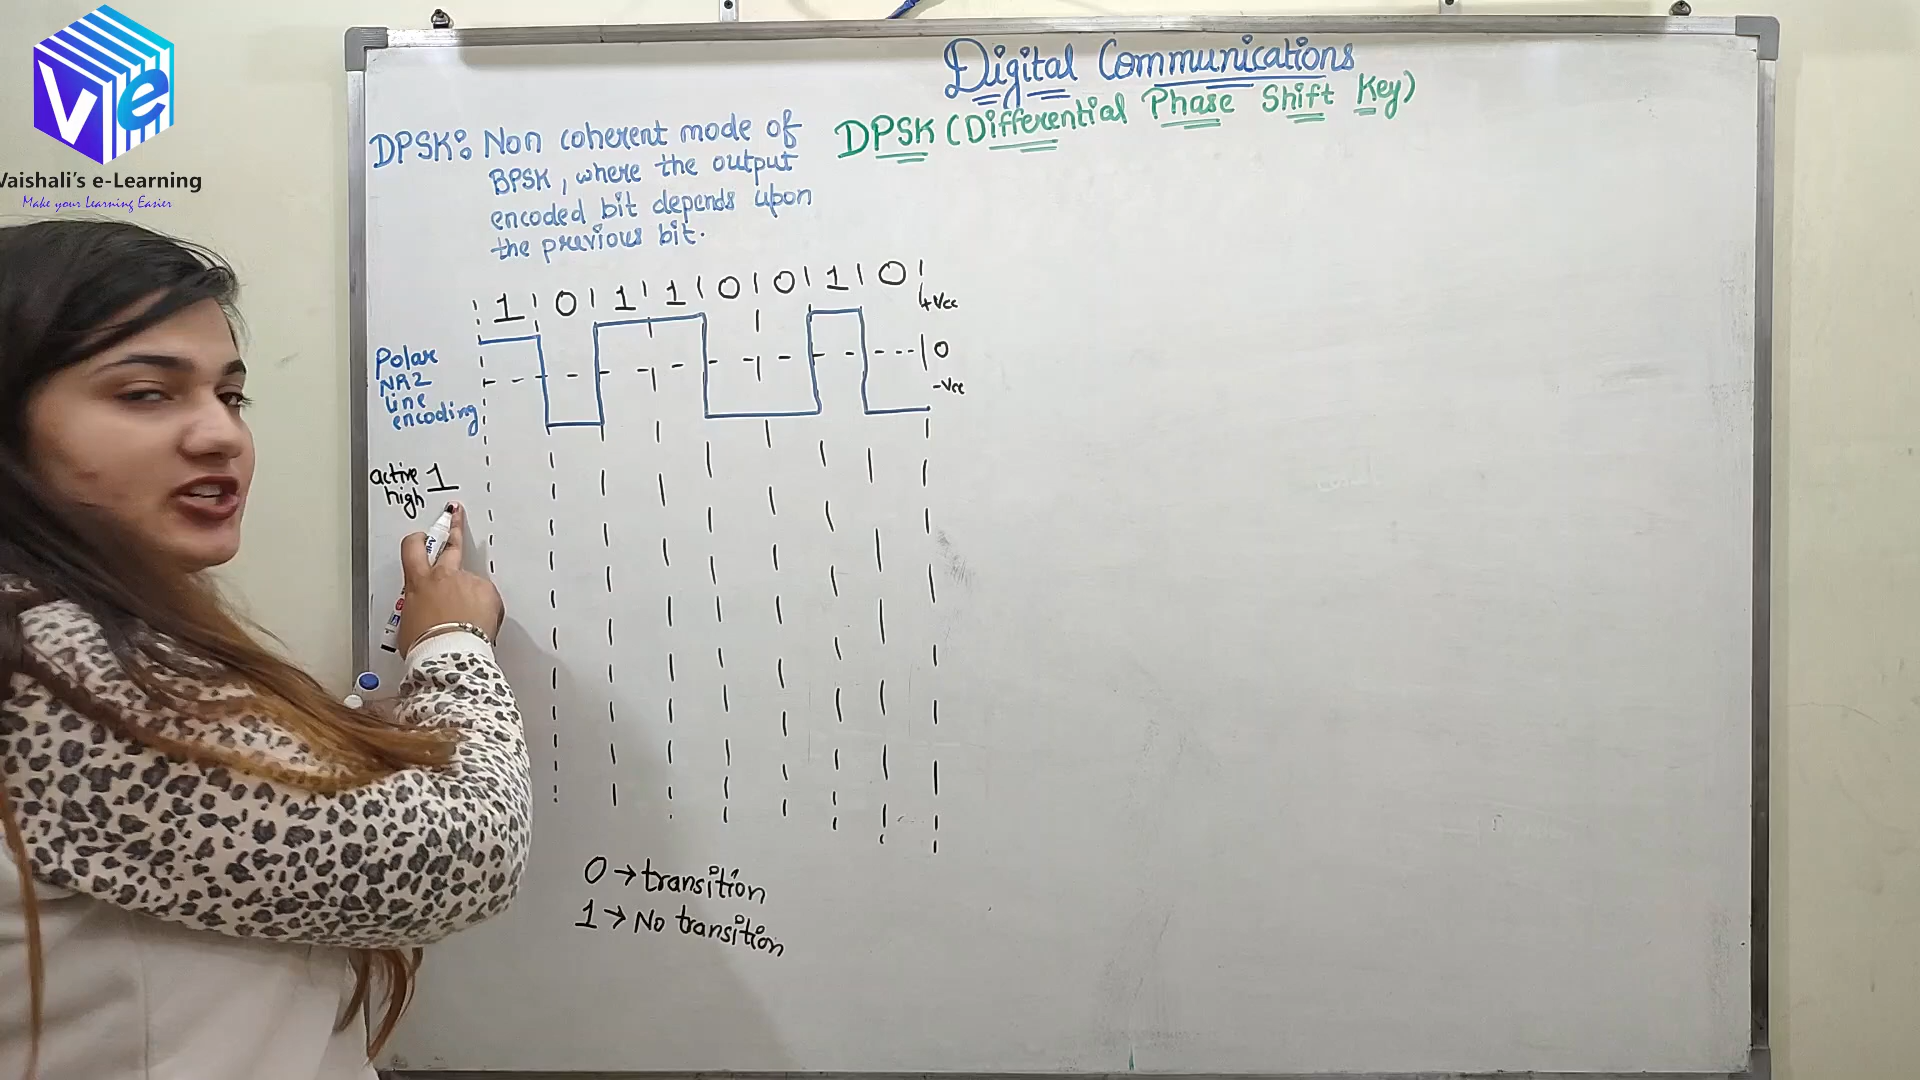 Ve
Vaishali's e-Learning
Make your Learning Easier
Digital Communications
DPSK (Differential Phase Shift Key)
DPSK: Non coherent mode of
BPSK, where the output
encoded bit depends upon
the previous bit.
1 0 1 1 0 0 1 0
+Vcc
0
-Vcc
Polar
NRZ
line
encoding
active 1
high
0 → transition
1 → No transition